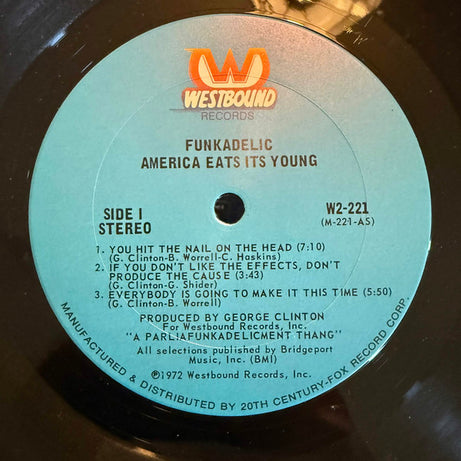 W
WESTBOUND
RECORDS
FUNKADELIC
AMERICA EATS ITS YOUNG
SIDE I
STEREO
W2-221
(M-221-AS)
1. YOU HIT THE NAIL ON THE HEAD (7:10)
(G. Clinton-B. Worrell-C. Haskins)
2. IF YOU DON'T LIKE THE EFFECTS, DON'T
PRODUCE THE CAUSE (3:43)
(G. Clinton-G. Shider)
3. EVERYBODY IS GOING TO MAKE IT THIS TIME (5:50)
(G. Clinton-B. Worrell)
PRODUCED BY GEORGE CLINTON
For Westbound Records, Inc.
"A PARLIAFUNKADELICMENT THANG"
All selections published by Bridgeport
Music, Inc. (BMI)
℗1972 Westbound Records, Inc.
MANUFACTURED & DISTRIBUTED BY 20TH CENTURY-FOX RECORD CORP.